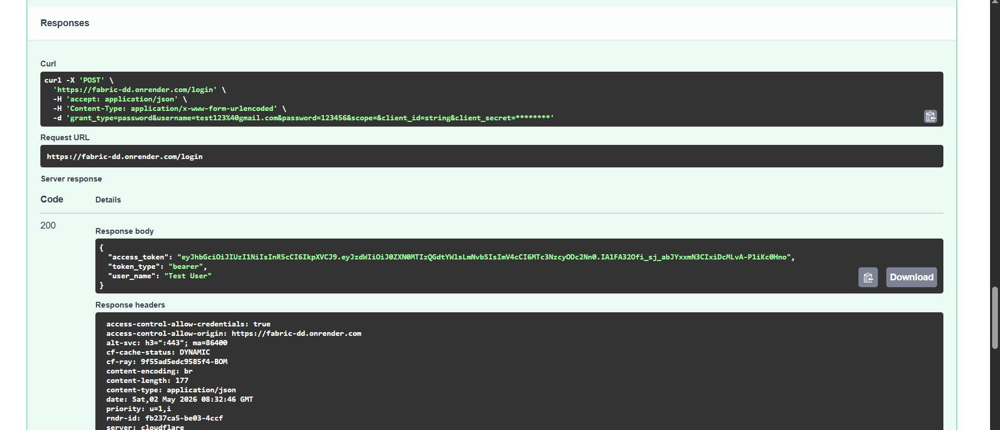 Responses
Curl
curl -X 'POST' \
  'https://fabric-dd.onrender.com/login' \
  -H 'accept: application/json' \
  -H 'Content-Type: application/x-www-form-urlencoded' \
  -d 'grant_type=password&username=test123%40gmail.com&password=123456&scope=&client_id=string&client_secret=********'
Request URL
https://fabric-dd.onrender.com/login
Server response
Code Details
200
Response body
{
  "access_token": "eyJhbGciOiJIUzI1NiIsInR5cCI6IkpXVCJ9.eyJzdWIiOiJ0ZXN0MTIzQGdtYWlsLmNvbSIsImV4cCI6MTc3NzcyODc2Nn0.IA1FA32Ofi_sj_abJYxxmN3CIxiDcMLvA-P1iKc0Hno",
  "token_type": "bearer",
  "user_name": "Test User"
}
Download
Response headers
access-control-allow-credentials: true
access-control-allow-origin: https://fabric-dd.onrender.com
alt-svc: h3=":443"; ma=86400
cf-cache-status: DYNAMIC
cf-ray: 9f55ad5edc9585f4-BOM
content-encoding: br
content-length: 177
content-type: application/json
date: Sat,02 May 2026 08:32:46 GMT
priority: u=1,i
rndr-id: fb237ca5-be03-4ccf
server: cloudflare